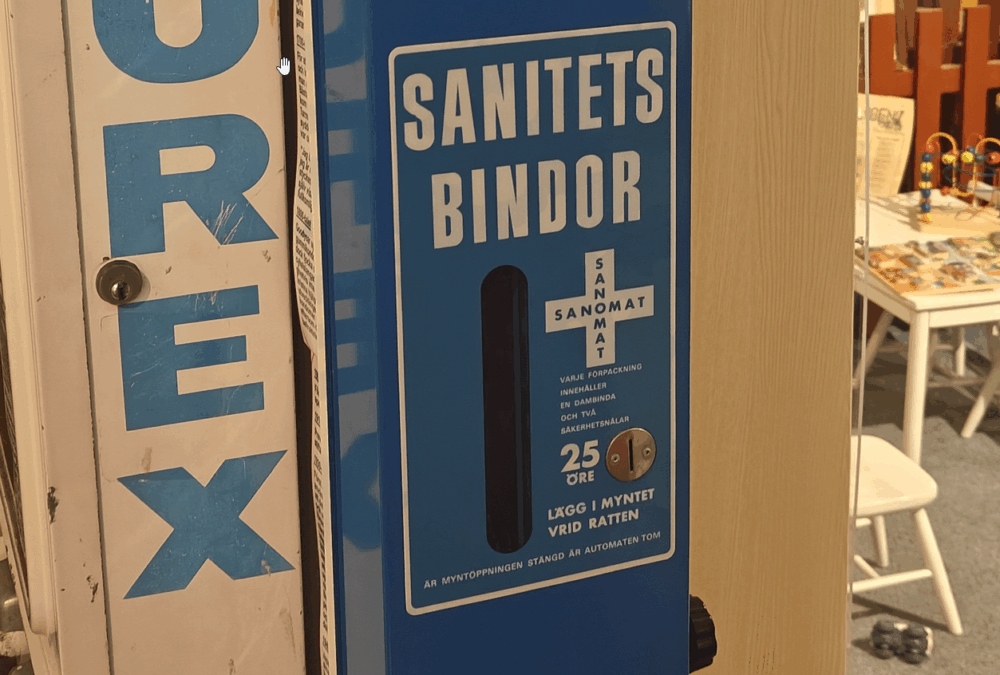 UREX
SANITETS
BINDOR
SANOMAT
SANOMAT
VARJE FÖRPACKNING
INNEHÅLLER
EN DAMBINDA
OCH TVÅ
SÄKERHETSNÅLAR
25
ÖRE
LÄGG I MYNTET
VRID RATTEN
ÄR MYNTÖPPNINGEN STÄNGD ÄR AUTOMATEN TOM